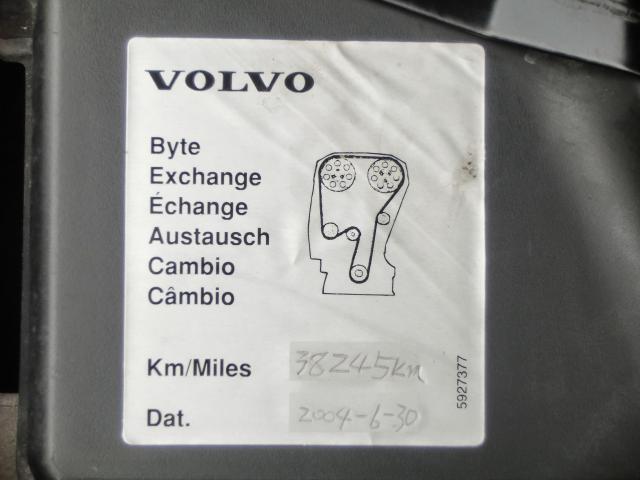 VOLVO
Byte
Exchange
Échange
Austausch
Cambio
Câmbio
Km/Miles 38245km
Dat. 2004-6-30
5927377